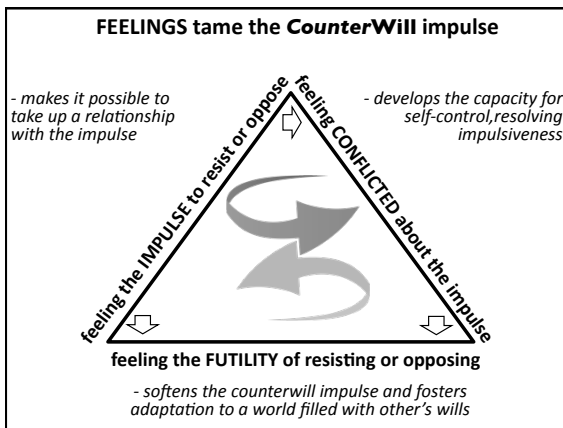 FEELINGS tame the CounterWill impulse
- makes it possible to
take up a relationship
with the impulse
- develops the capacity for
self-control,resolving
impulsiveness
feeling the IMPULSE to resist or oppose
feeling CONFLICTED about the impulse
feeling the FUTILITY of resisting or opposing
- softens the counterwill impulse and fosters
adaptation to a world filled with other's wills